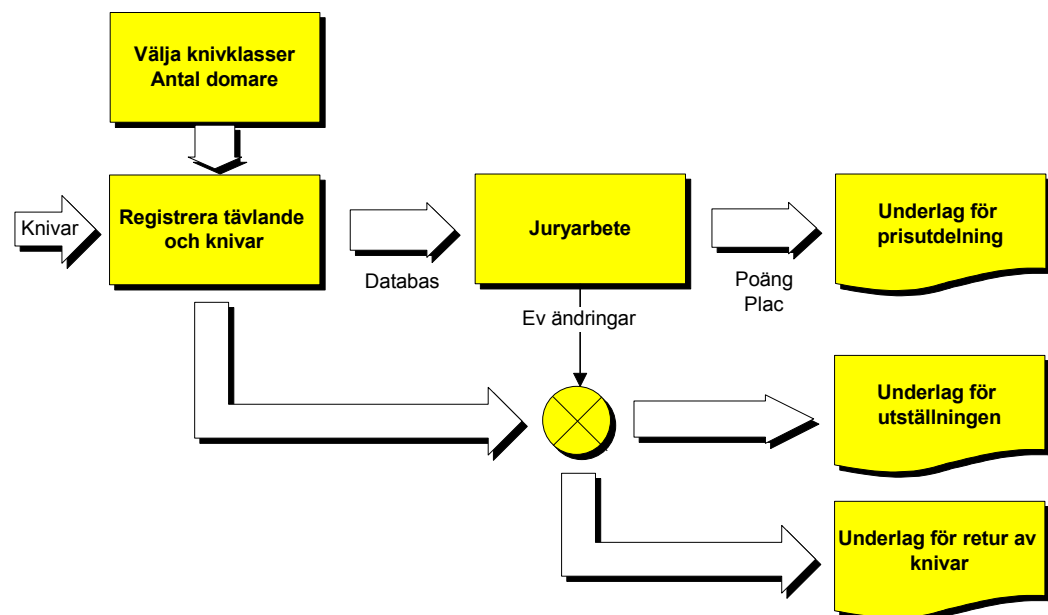 Välja knivklasser
Antal domare
Knivar
Registrera tävlande
och knivar
Databas
Juryarbete
Poäng
Plac
Underlag för
prisutdelning
Ev ändringar
Underlag för
utställningen
Underlag för retur av
knivar